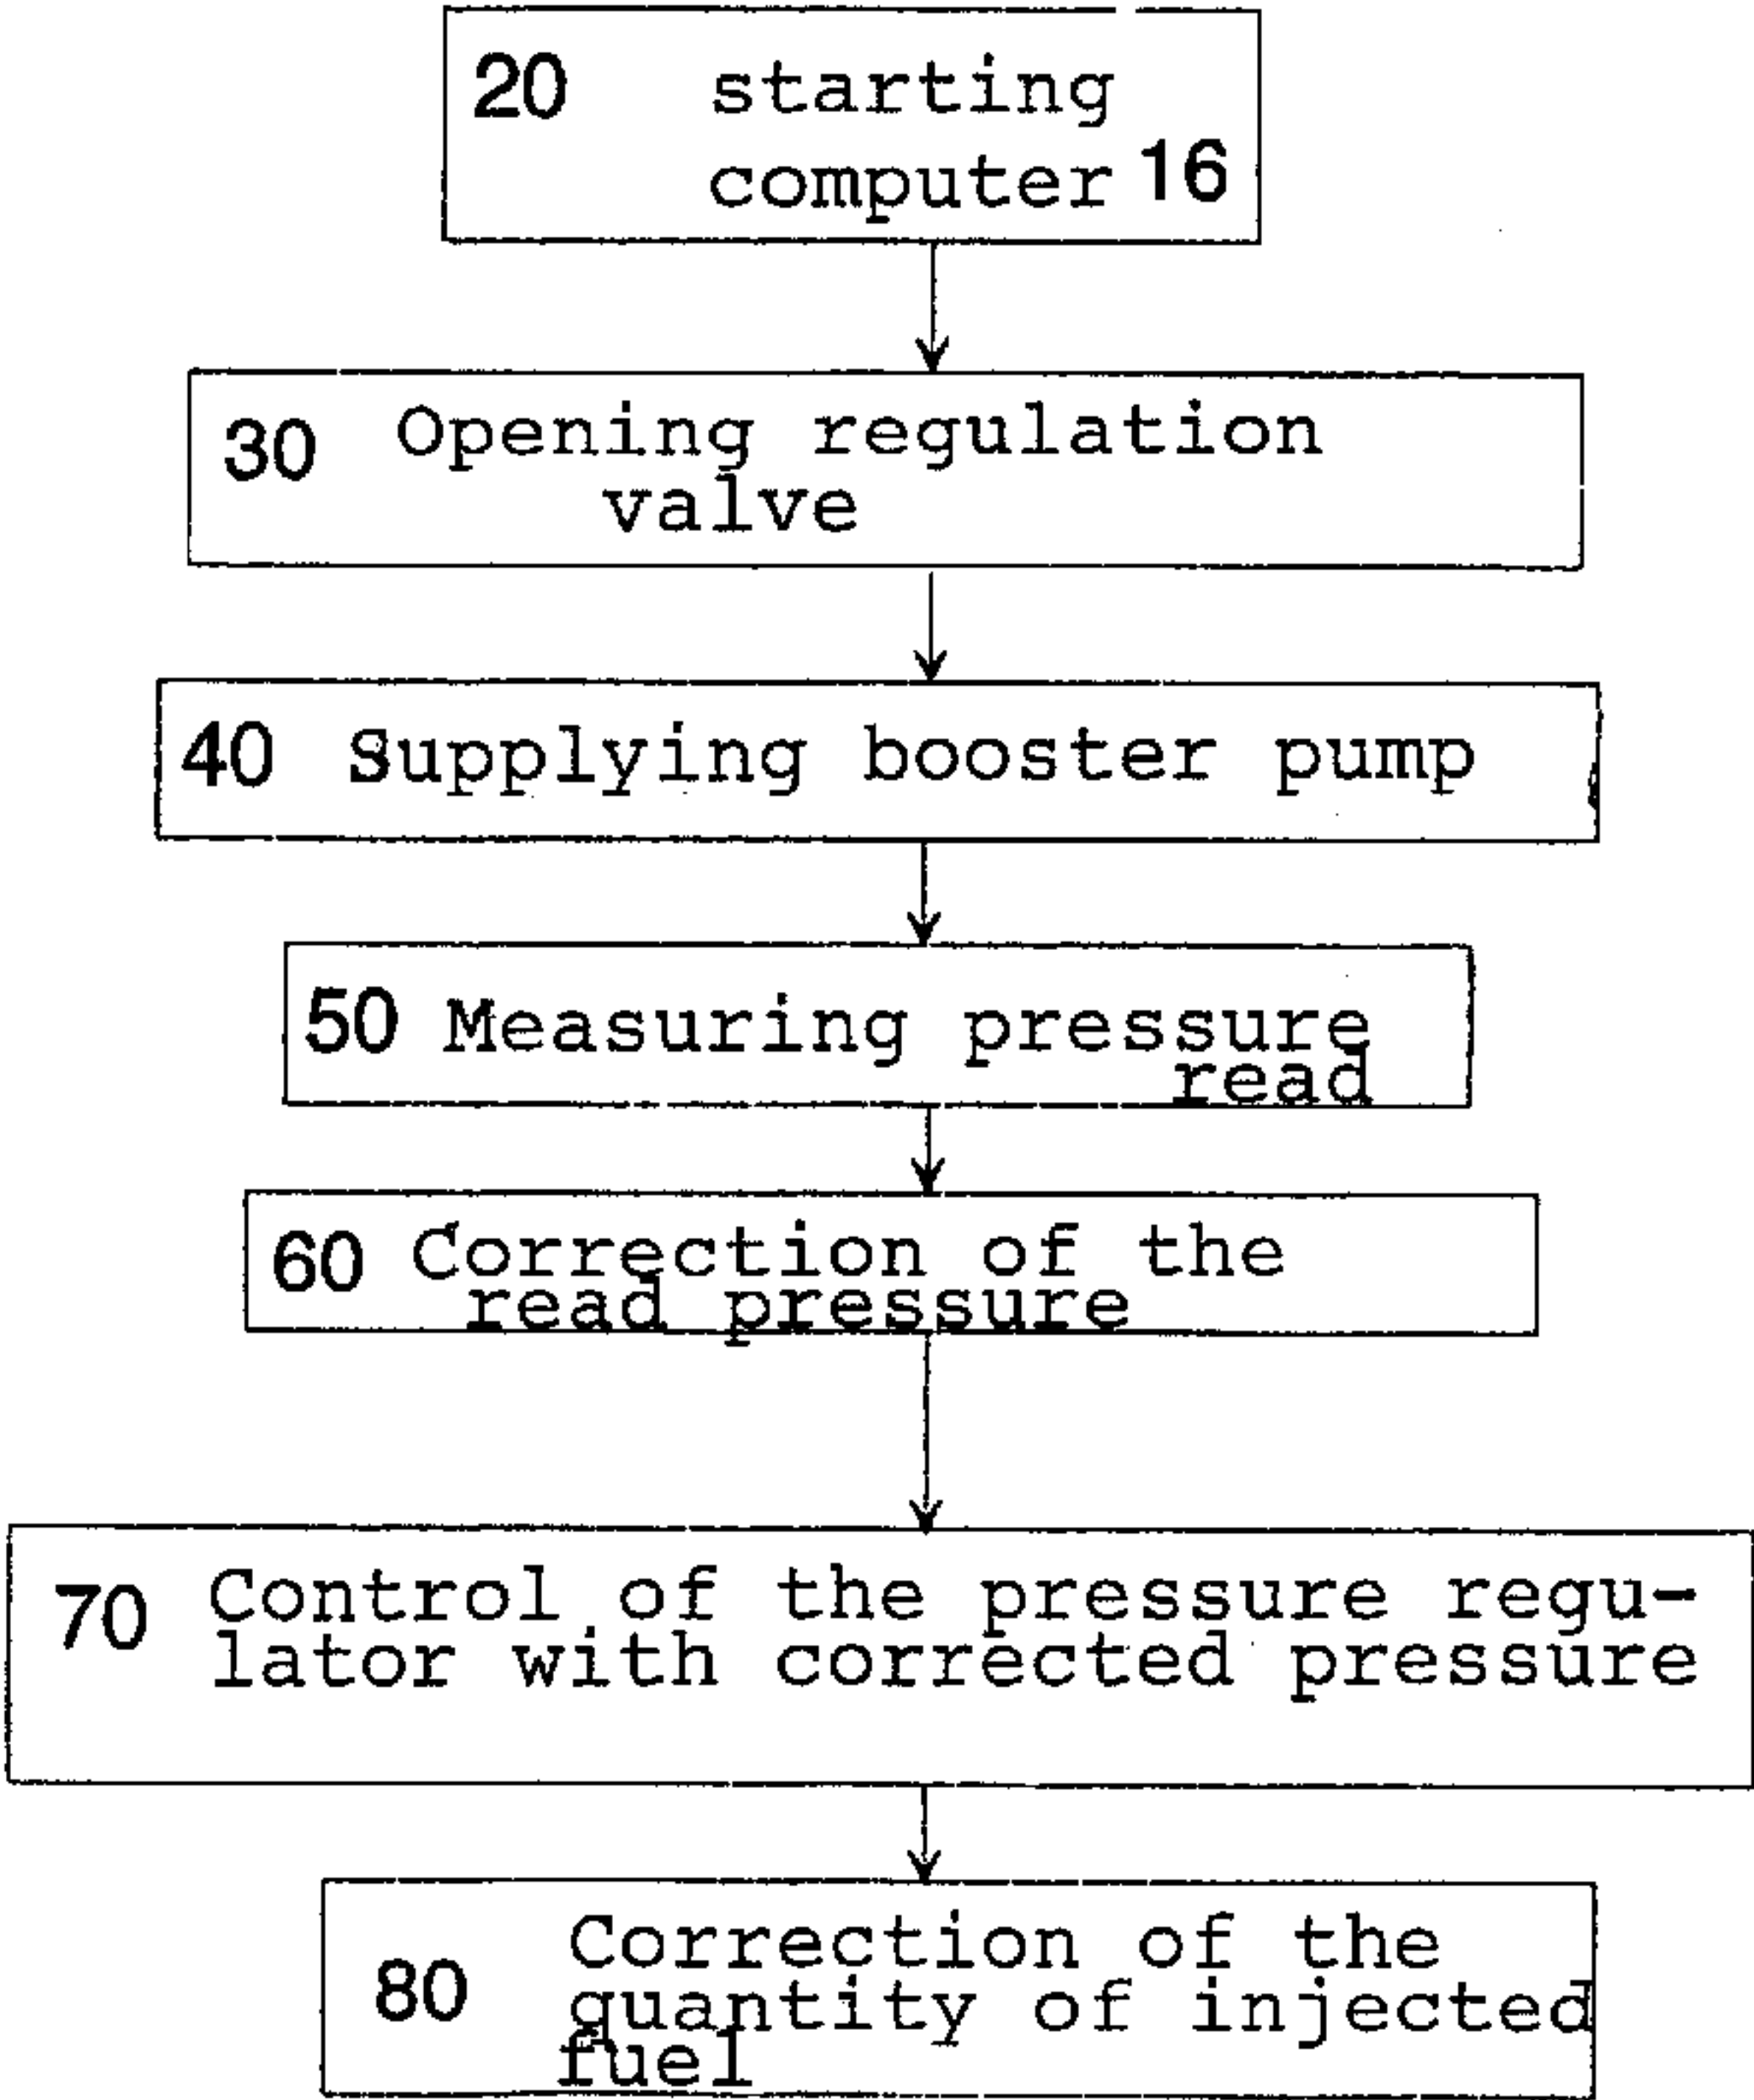 20 starting
computer 16
30 Opening regulation
valve
40 Supplying booster pump
50 Measuring pressure
read
60 Correction of the
read pressure
70 Control of the pressure regu-
lator with corrected pressure
80 Correction of the
quantity of injected
fuel